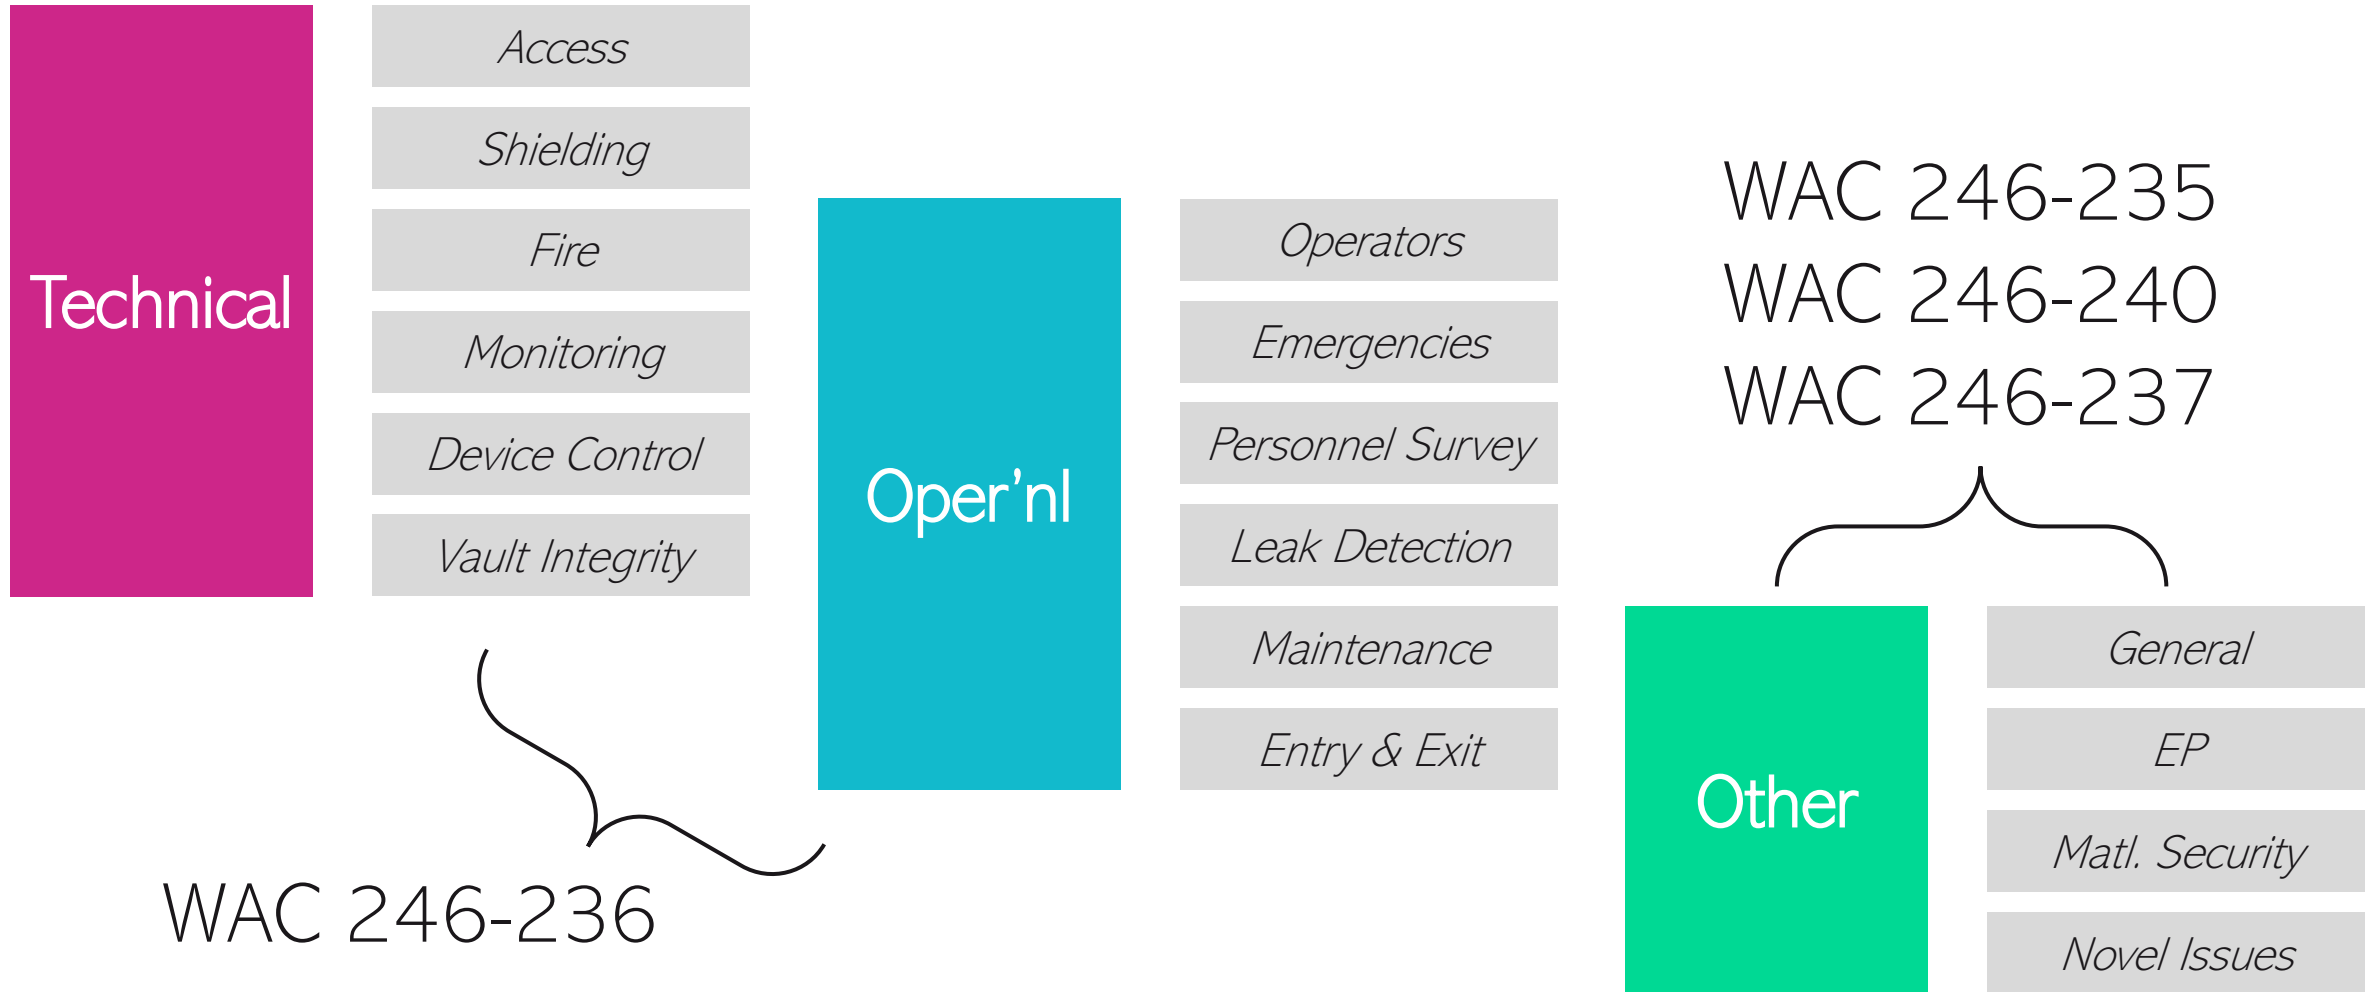 Technical
Access
Shielding
Fire
Monitoring
Device Control
Vault Integrity
WAC 246-236
Oper’nl
Operators
Emergencies
Personnel Survey
Leak Detection
Maintenance
Entry & Exit
WAC 246-235
WAC 246-240
WAC 246-237
Other
General
EP
Matl. Security
Novel Issues